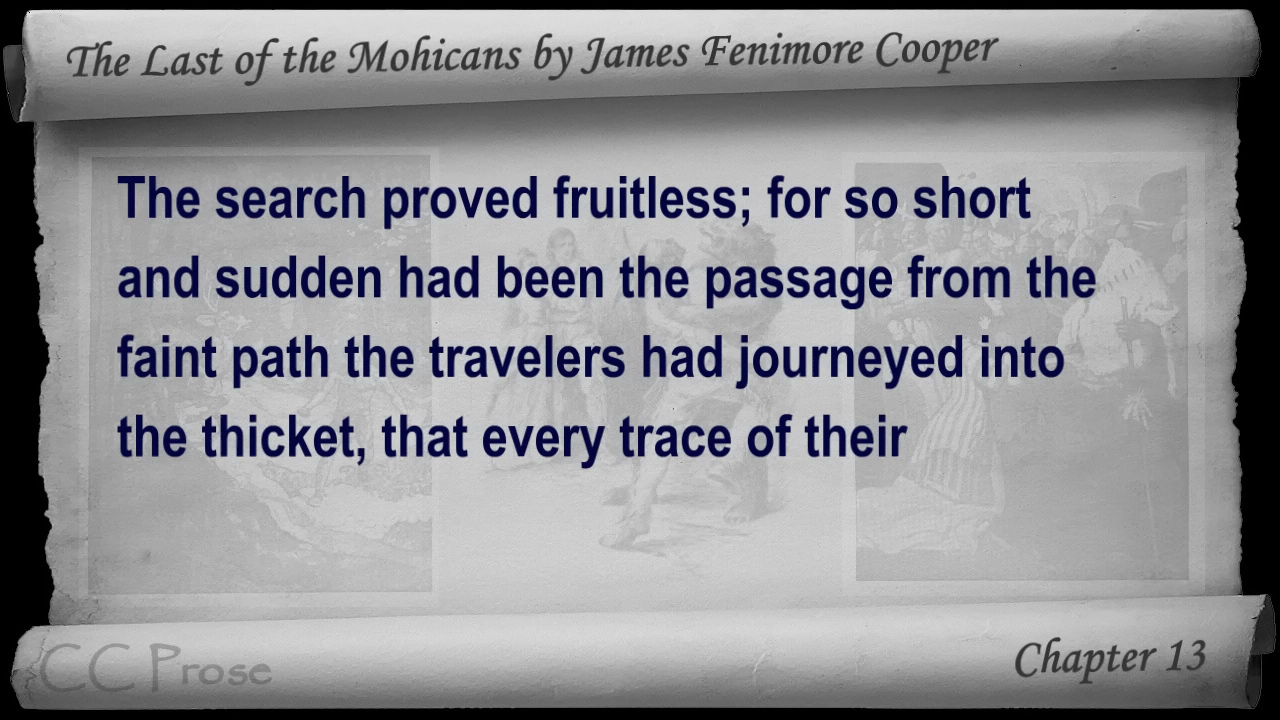 The Last of the Mohicans by James Fenimore Cooper
The search proved fruitless; for so short
and sudden had been the passage from the
faint path the travelers had journeyed into
the thicket, that every trace of their
CC Prose
Chapter 13